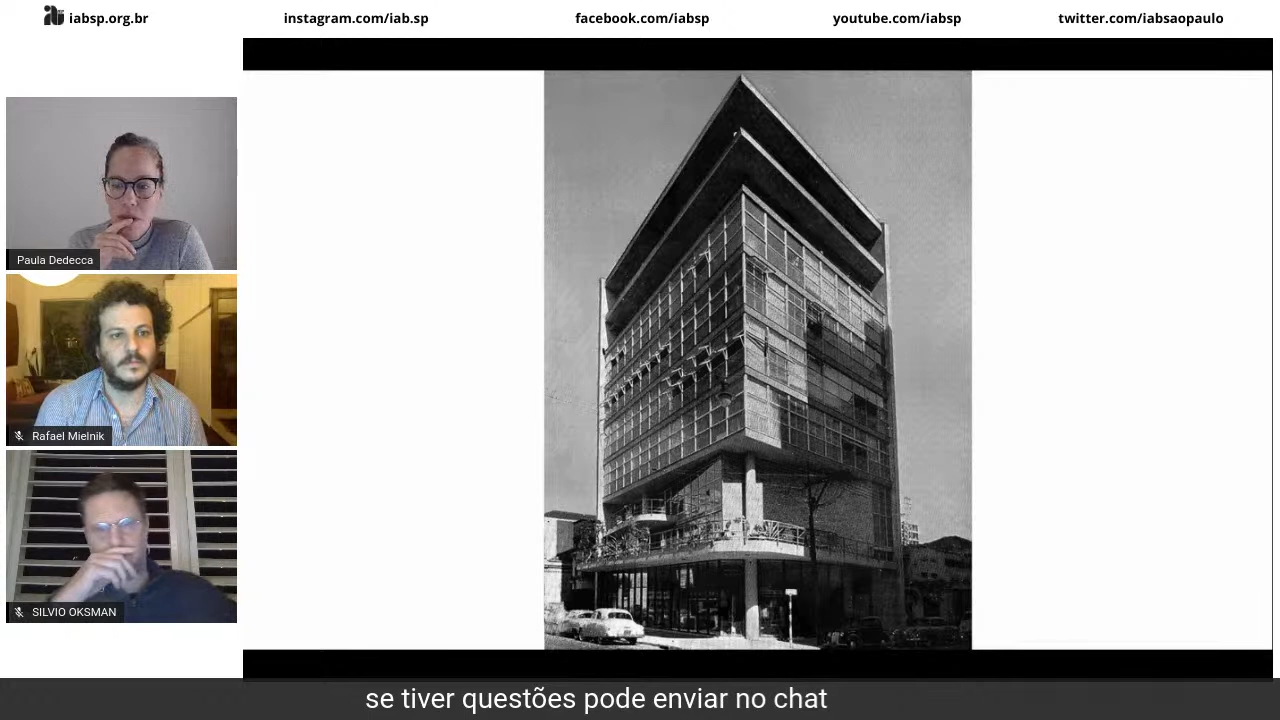 iabsp.org.br
instagram.com/iab.sp
facebook.com/iabsp
youtube.com/iabsp
twitter.com/iabsaopaulo
Paula Dedecca
Rafael Mielnik
SILVIO OKSMAN
se tiver questões pode enviar no chat